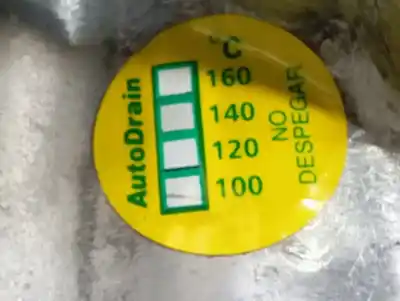 °C
AutoDrain
160
140
120
100
NO
DESPEGAR